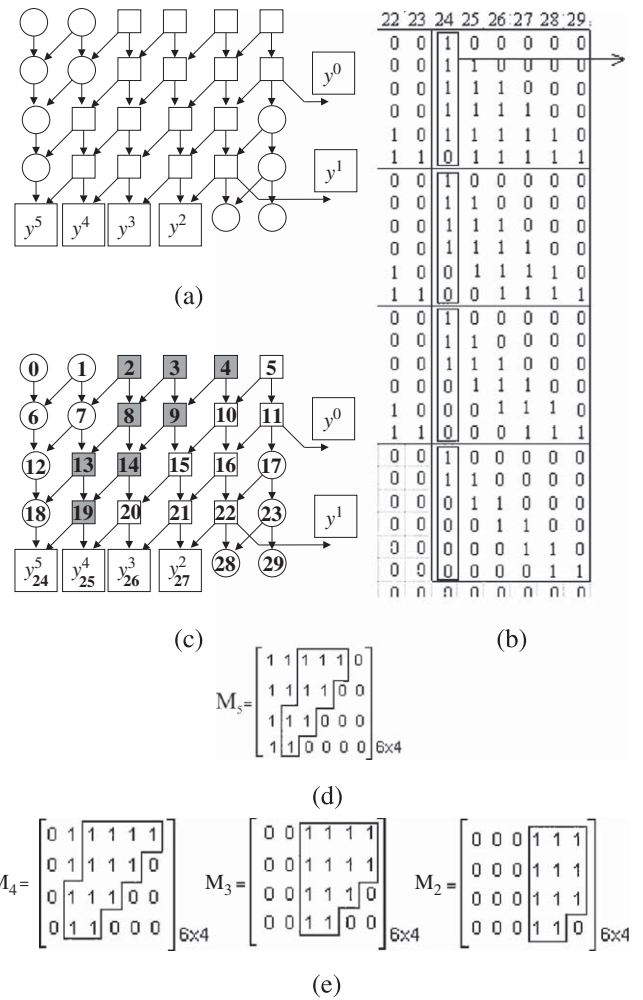 y⁰
y¹
y⁵ y⁴ y³ y²
(a)
22 23 24 25 26 27 28 29
0 0 1 0 0 0 0 0
0 0 1 1 0 0 0 0
0 0 1 1 1 0 0 0
0 0 1 1 1 1 0 0
1 0 1 1 1 1 1 0
1 1 0 1 1 1 1 1
0 0 1 0 0 0 0 0
0 0 1 1 0 0 0 0
0 0 1 1 1 0 0 0
0 0 1 1 1 1 0 0
1 0 0 1 1 1 1 0
1 1 0 0 1 1 1 1
0 0 1 0 0 0 0 0
0 0 1 1 0 0 0 0
0 0 1 1 1 0 0 0
0 0 0 1 1 1 0 0
1 0 0 0 1 1 1 0
1 1 0 0 0 1 1 1
0 0 1 0 0 0 0 0
0 0 1 1 0 0 0 0
0 0 0 1 1 0 0 0
0 0 0 0 1 1 0 0
0 0 0 0 0 1 1 0
0 0 0 0 0 0 1 1
0 0 0 0 0 0 0 0
(b)
0 1 2 3 4 5
6 7 8 9 10 11 y⁰
12 13 14 15 16 17
18 19 20 21 22 23 y¹
y⁵ y⁴ y³ y²
24 25 26 27 28 29
(c)
M₅=
1 1 1 1 1 0
1 1 1 1 0 0
1 1 1 0 0 0
1 1 0 0 0 0
6x4
(d)
M₄=
0 1 1 1 1 1
0 1 1 1 1 0
0 1 1 1 0 0
0 1 1 0 0 0
6x4
M₃ =
0 0 1 1 1 1
0 0 1 1 1 1
0 0 1 1 1 0
0 0 1 1 0 0
6x4
M₂ =
0 0 0 1 1 1
0 0 0 1 1 1
0 0 0 1 1 1
0 0 0 1 1 0
6x4
(e)